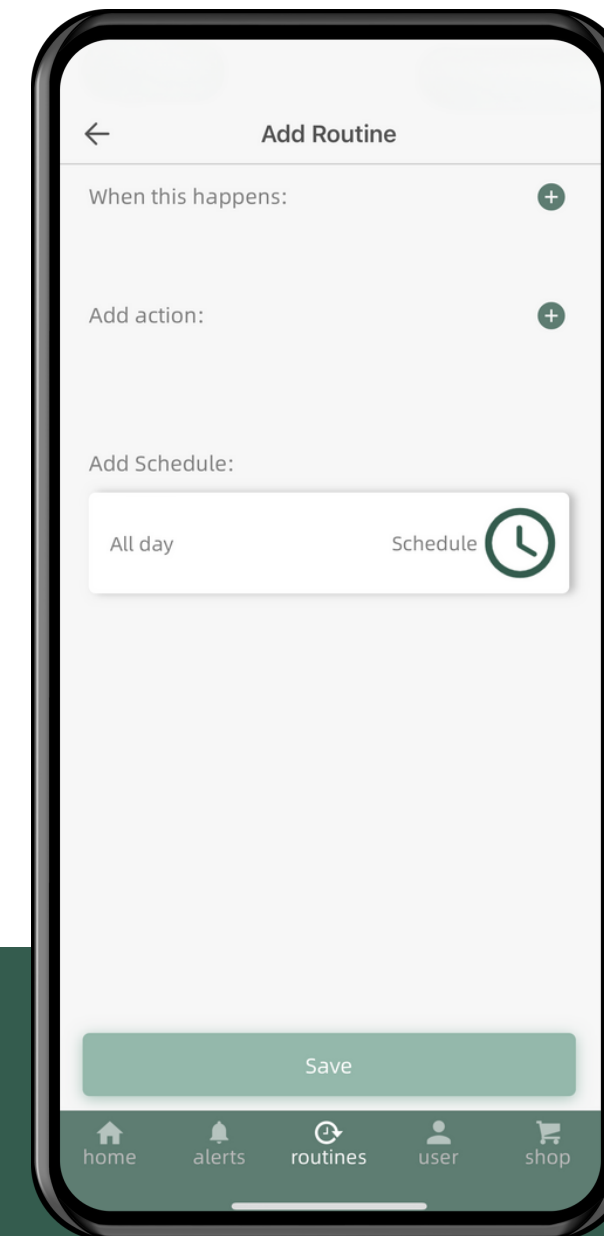 Add Routine
When this happens:
Add action:
Add Schedule:
All day Schedule
Save
home alerts routines user shop